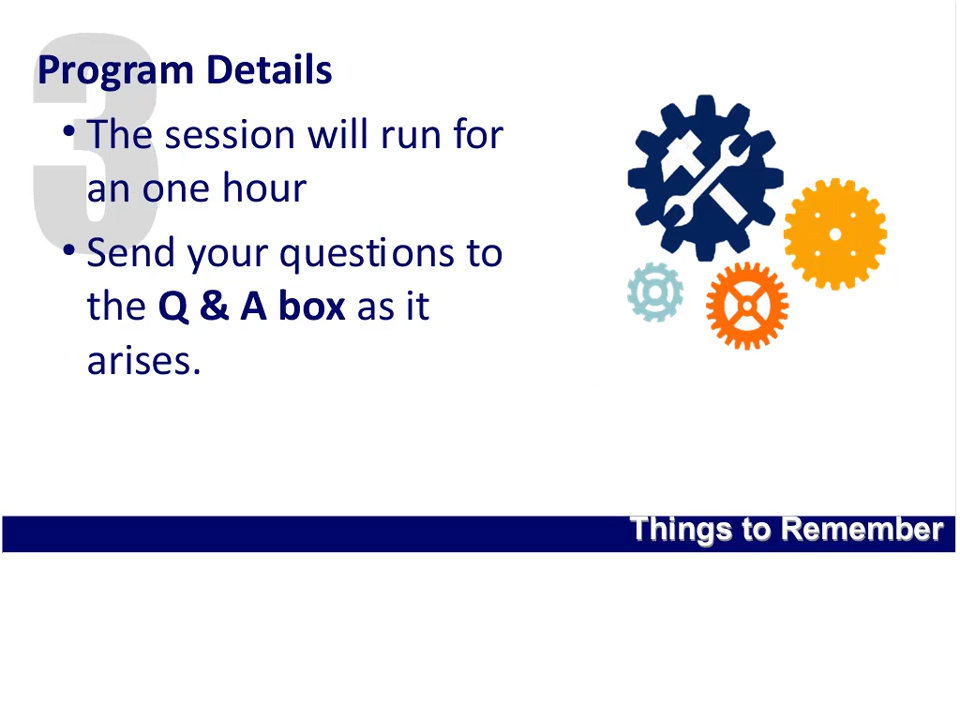 3
Program Details
• The session will run for
an one hour
• Send your questions to
the Q & A box as it
arises.
Things to Remember